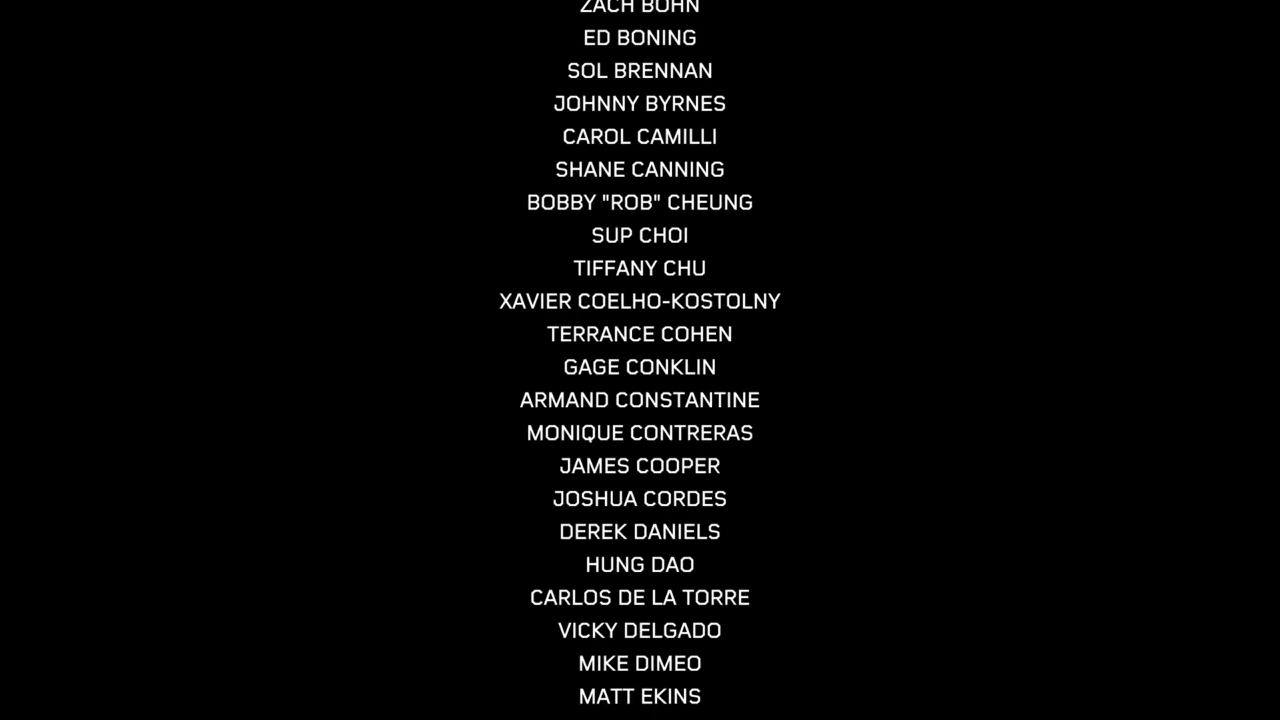 ZACH BOHN
ED BONING
SOL BRENNAN
JOHNNY BYRNES
CAROL CAMILLI
SHANE CANNING
BOBBY "ROB" CHEUNG
SUP CHOI
TIFFANY CHU
XAVIER COELHO-KOSTOLNY
TERRANCE COHEN
GAGE CONKLIN
ARMAND CONSTANTINE
MONIQUE CONTRERAS
JAMES COOPER
JOSHUA CORDES
DEREK DANIELS
HUNG DAO
CARLOS DE LA TORRE
VICKY DELGADO
MIKE DIMEO
MATT EKINS